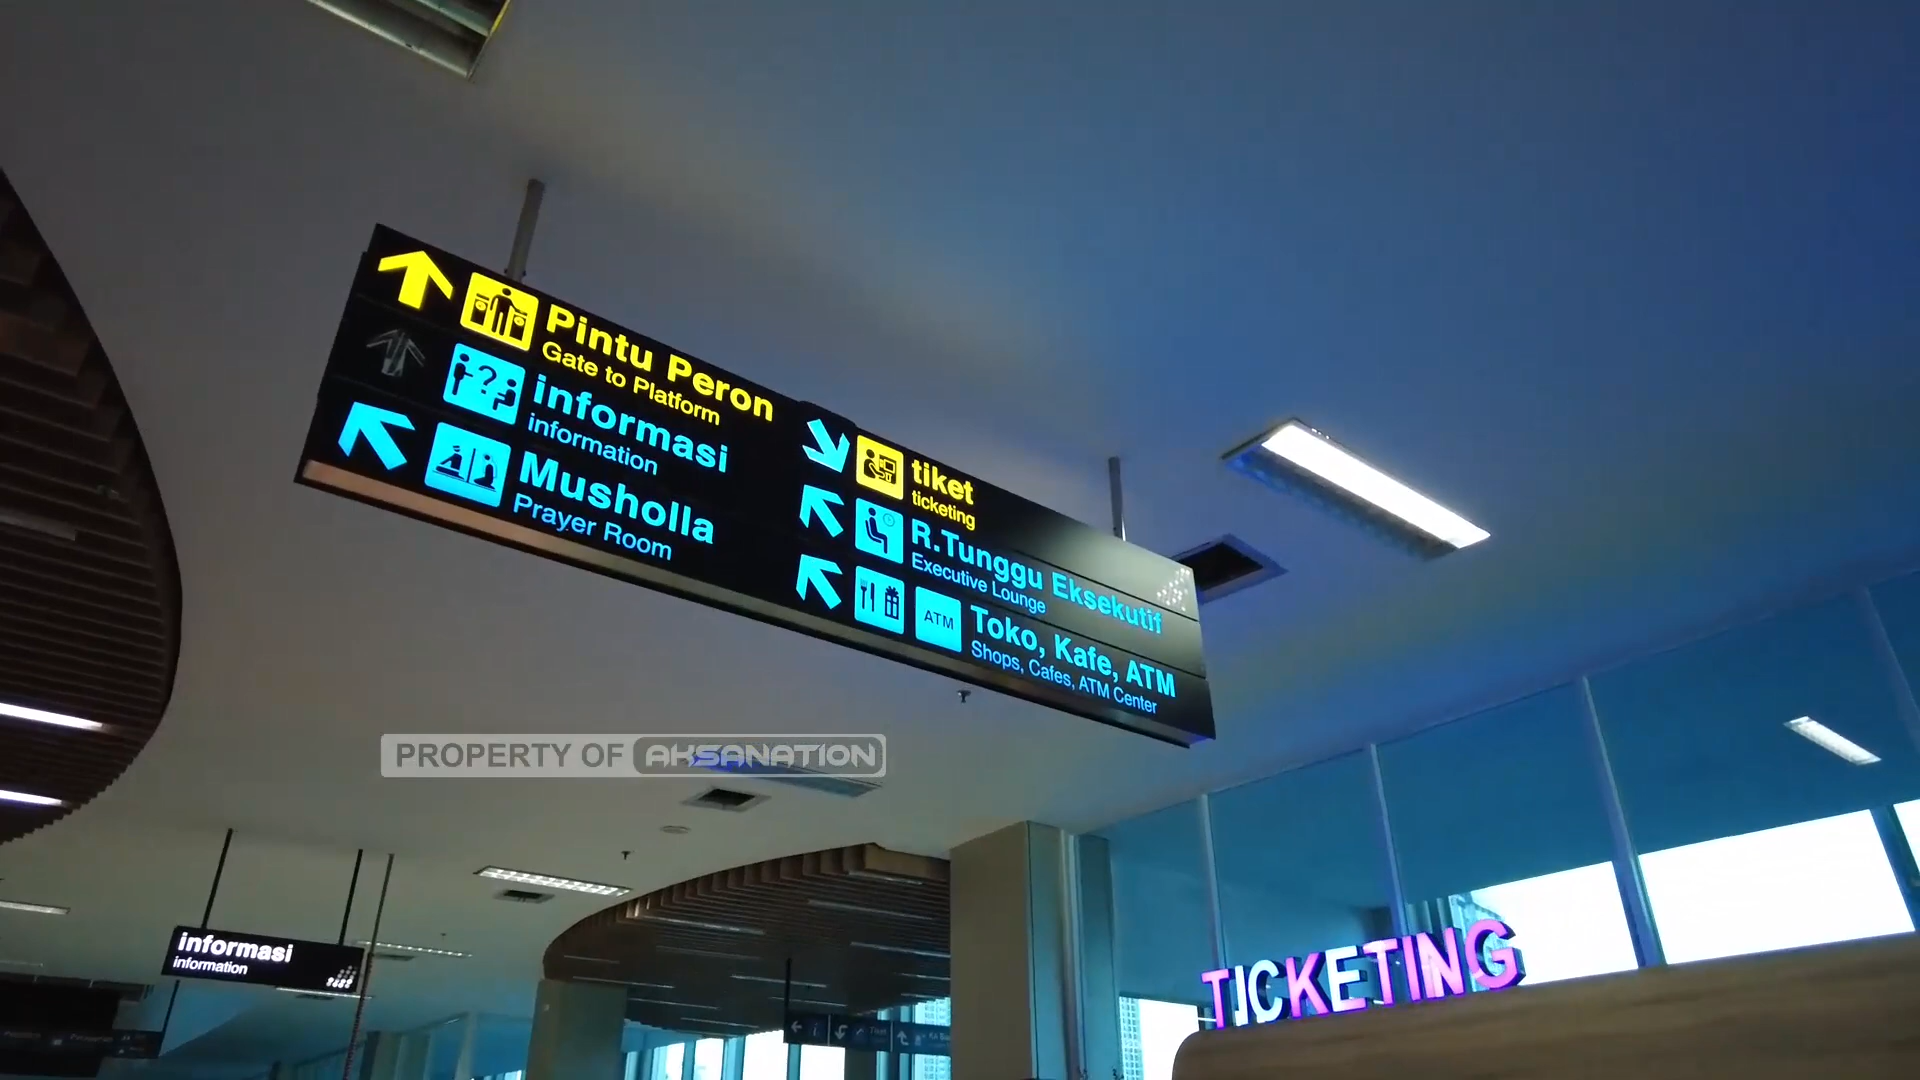 Pintu Peron
Gate to Platform
informasi
information
Musholla
Prayer Room
tiket
ticketing
R.Tunggu Eksekutif
Executive Lounge
ATM
Toko, Kafe, ATM
Shops, Cafes, ATM Center
PROPERTY OF AKSANATION
informasi
information
TICKETING